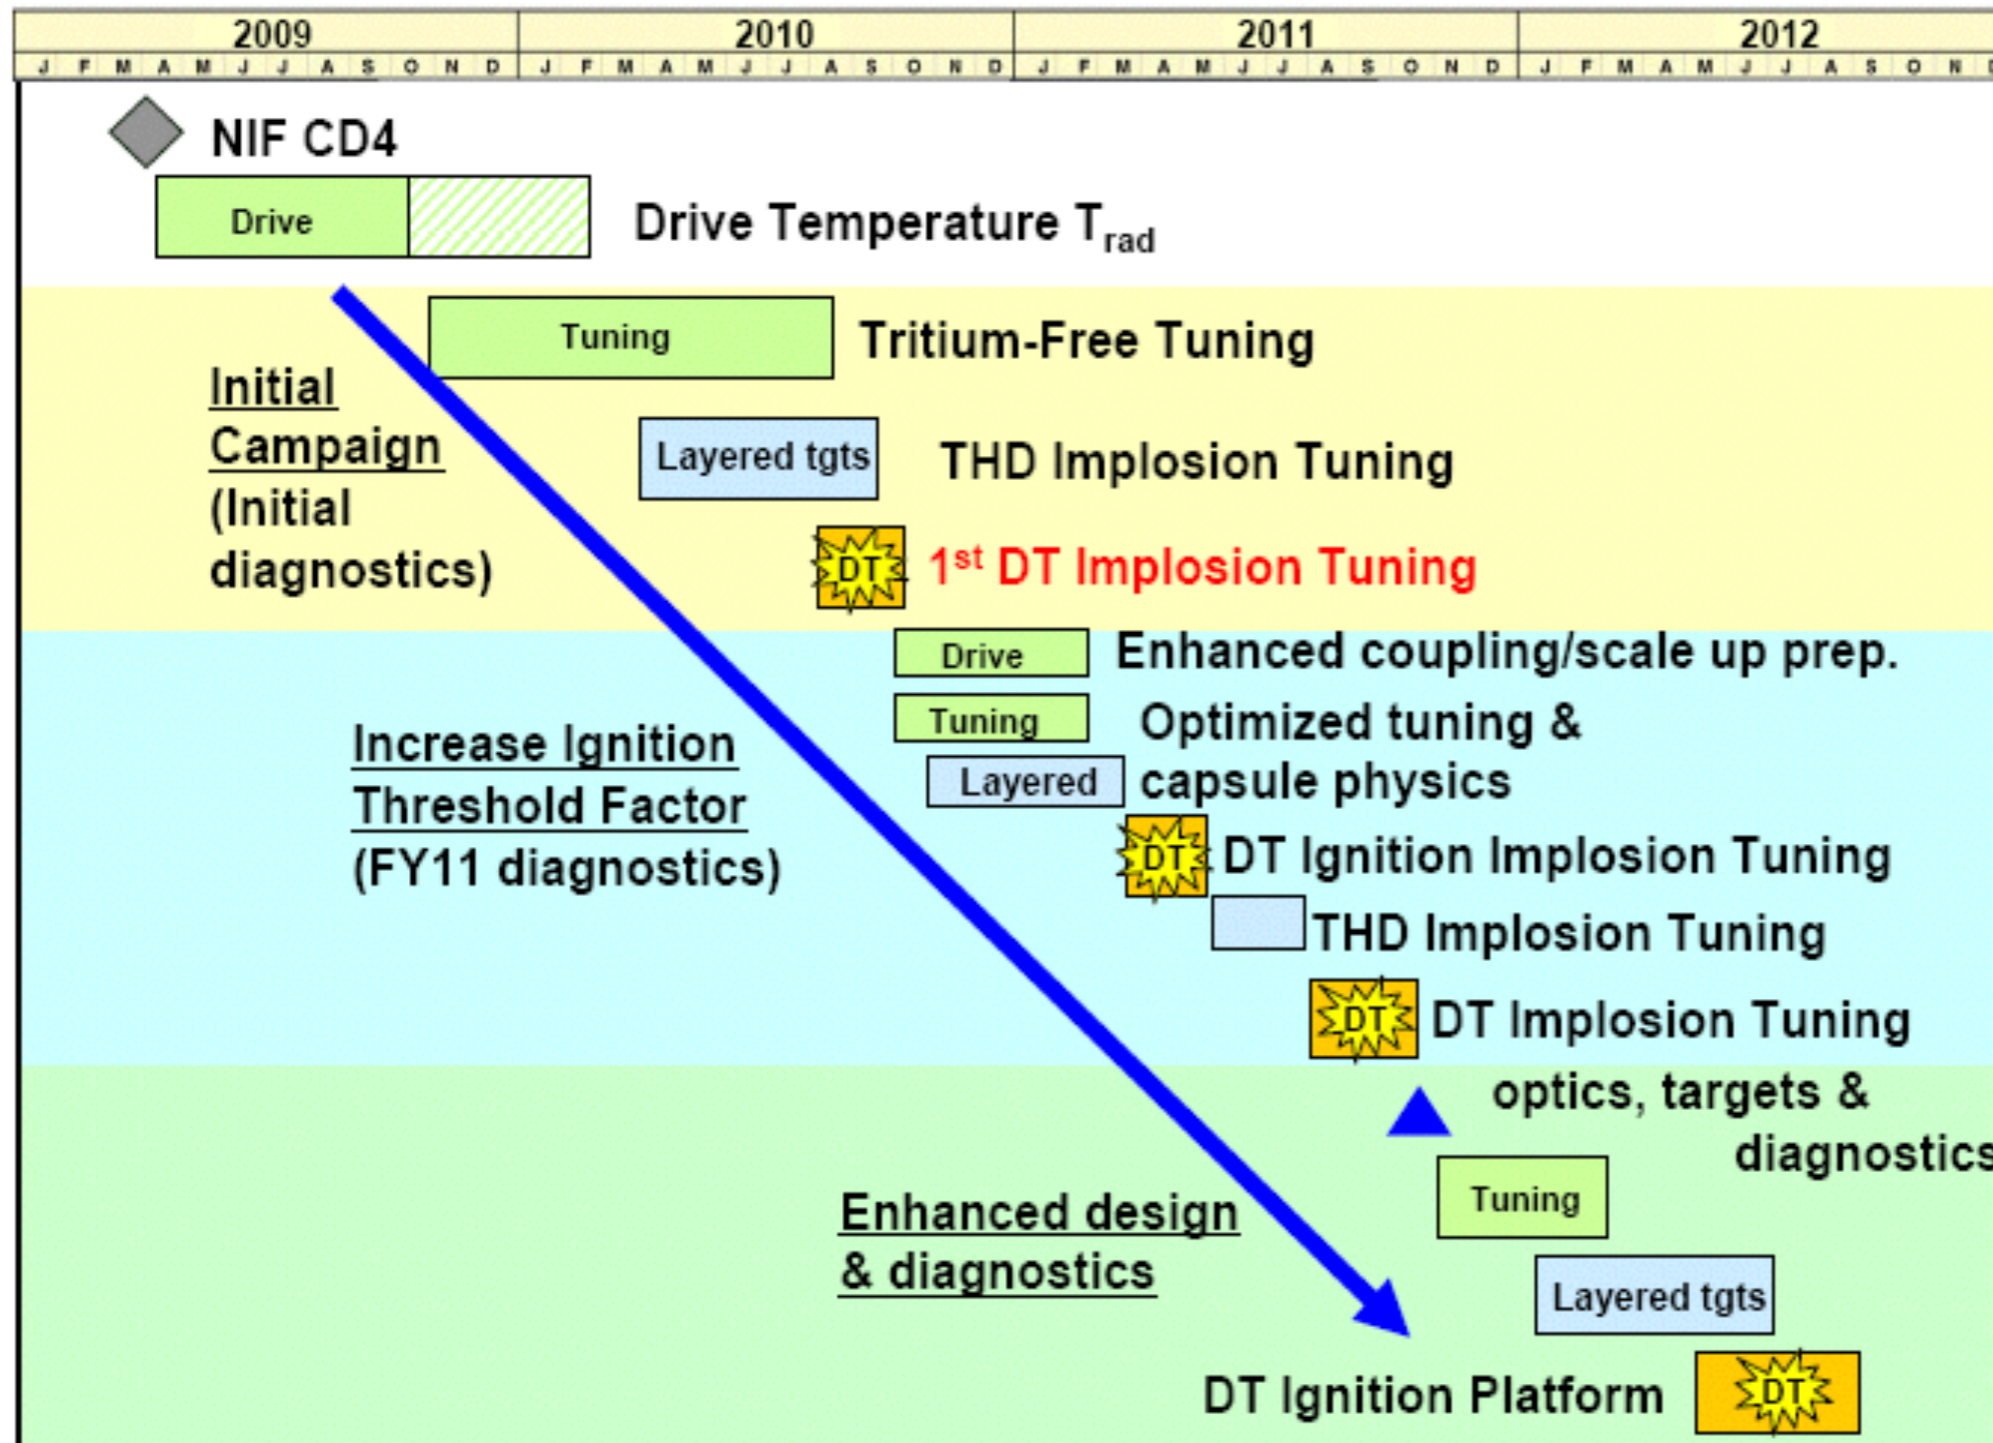 2009 2010 2011 2012
J F M A M J J A S O N D J F M A M J J A S O N D J F M A M J J A S O N D J F M A M J J A S O N D
NIF CD4
Drive
Drive Temperature Trad
Tuning
Tritium-Free Tuning
Initial
Campaign
(Initial
diagnostics)
Layered tgts
THD Implosion Tuning
DT
1st DT Implosion Tuning
Drive
Enhanced coupling/scale up prep.
Tuning
Optimized tuning &
Layered
capsule physics
Increase Ignition
Threshold Factor
(FY11 diagnostics)
DT
DT Ignition Implosion Tuning
THD Implosion Tuning
DT
DT Implosion Tuning
optics, targets &
diagnostics
Tuning
Enhanced design
& diagnostics
Layered tgts
DT Ignition Platform
DT